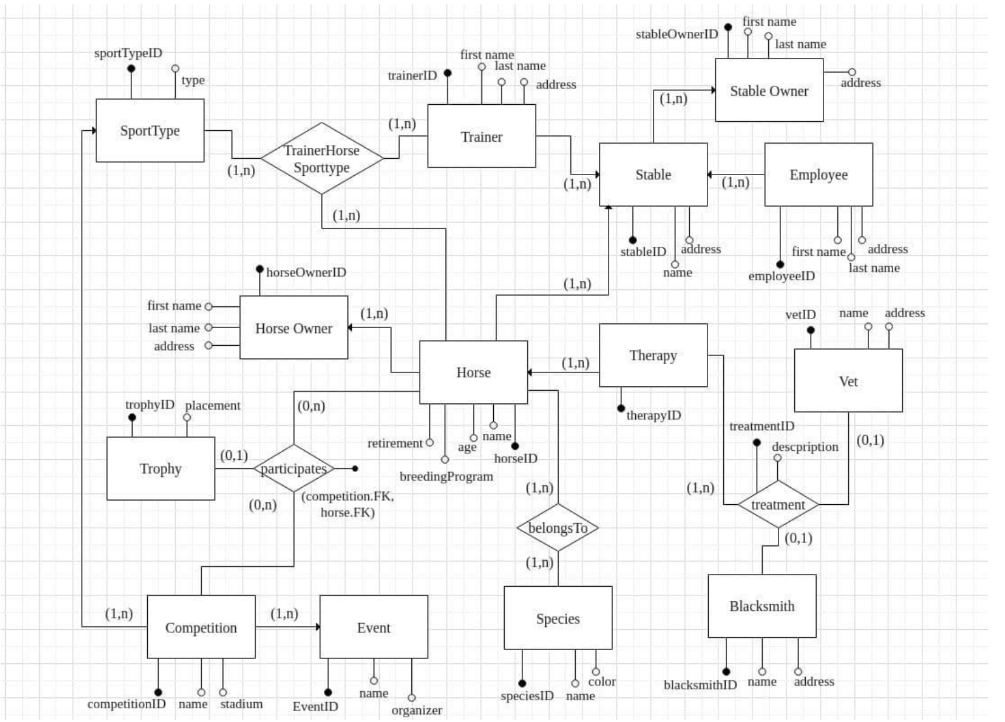 first name
stableOwnerID
last name
sportTypeID
first name
last name
type
trainerID
address
address
Stable Owner
(1,n)
(1,n)
SportType
TrainerHorse
Sporttype
Trainer
(1,n)
(1,n)
Stable
(1,n)
Employee
(1,n)
stableID
address
name
first name
address
last name
employeeID
horseOwnerID
(1,n)
first name
last name
address
Horse Owner
(1,n)
vetID
name
address
Horse
(1,n)
Therapy
Vet
therapyID
trophyID
placement
(0,n)
retirement
age
name
horseID
breedingProgram
treatmentID
descpription
(0,1)
Trophy
(0,1)
participates
(0,n)
(competition.FK,
horse.FK)
(1,n)
(1,n)
treatment
belongsTo
(0,1)
(1,n)
(1,n)
Competition
(1,n)
Event
Species
Blacksmith
competitionID
name
stadium
EventID
name
organizer
speciesID
name
color
blacksmithID
name
address